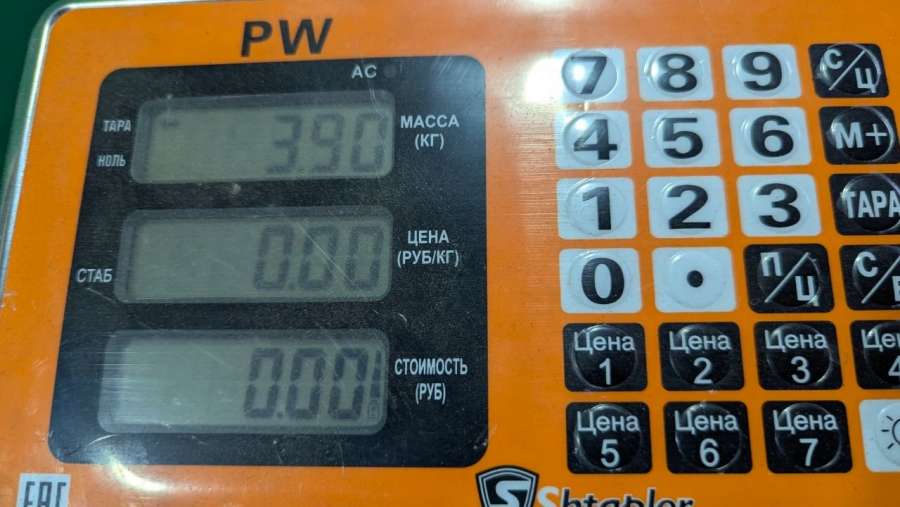 PW
AC
ТАРА
НОЛЬ
3.90
МАССА
(КГ)
СТАБ
0.00
ЦЕНА
(РУБ/КГ)
0.00
СТОИМОСТЬ
(РУБ)
7 8 9 С/Ц
4 5 6 М+
1 2 3 ТАРА
0 • П/Ц
Цена 1 Цена 2 Цена 3 4
Цена 5 Цена 6 Цена 7
EAC
Shtapler